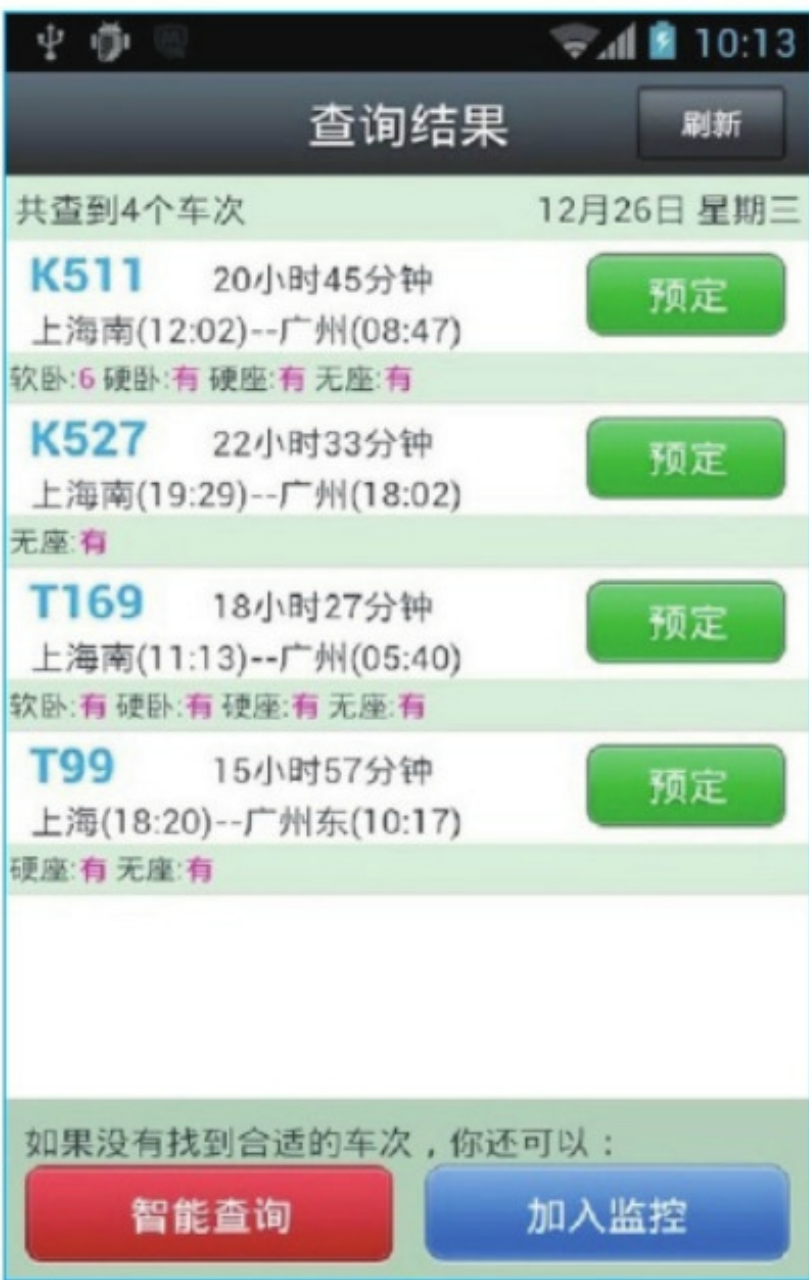 10:13
查询结果 刷新
共查到4个车次 12月26日 星期三
K511 20小时45分钟 预定
上海南(12:02)--广州(08:47)
软卧:6 硬卧:有 硬座:有 无座:有
K527 22小时33分钟 预定
上海南(19:29)--广州(18:02)
无座:有
T169 18小时27分钟 预定
上海南(11:13)--广州(05:40)
软卧:有 硬卧:有 硬座:有 无座:有
T99 15小时57分钟 预定
上海(18:20)--广州东(10:17)
硬座:有 无座:有
如果没有找到合适的车次，你还可以：
智能查询 加入监控